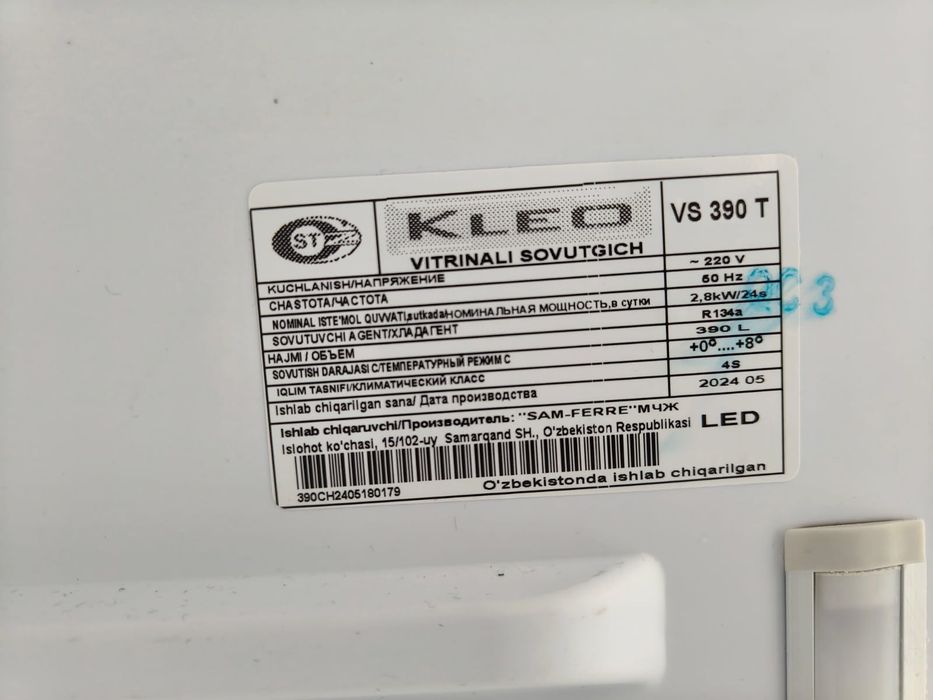 ST
KLEO
VITRINALI SOVUTGICH
VS 390 T
KUCHLANISH/НАПРЯЖЕНИЕ ~ 220 V
CHASTOTA/ЧАСТОТА 50 Hz
NOMINAL ISTE'MOL QUVVATI,sutkada/НОМИНАЛЬНАЯ МОЩНОСТЬ,в сутки 2,8kW/24s
SOVUTUVCHI AGENT/ХЛАДАГЕНТ R134a
HAJMI / ОБЪЕМ 390 L
SOVUTISH DARAJASI C/ТЕМПЕРАТУРНЫЙ РЕЖИМ С +0°....+8°
IQLIM TASNIFI/КЛИМАТИЧЕСКИЙ КЛАСС 4S
Ishlab chiqarilgan sana/ Дата производства 2024 05
Ishlab chiqaruvchi/Производитель: "SAM-FERRE"МЧЖ
Islohot ko'chasi, 15/102-uy Samarqand SH., O'zbekiston Respublikasi
LED
390CH2405180179
O'zbekistonda ishlab chiqarilgan